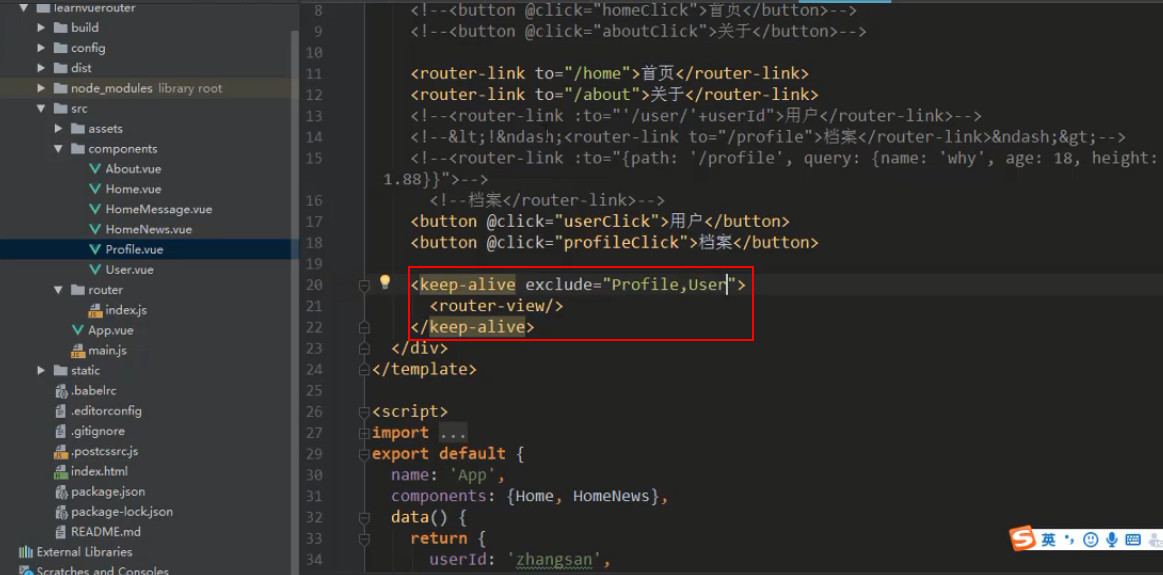 learnvuerouter
build
config
dist
node_modules library root
src
assets
components
About.vue
Home.vue
HomeMessage.vue
HomeNews.vue
Profile.vue
User.vue
router
index.js
App.vue
main.js
static
.babelrc
.editorconfig
.gitignore
.postcssrc.js
index.html
package.json
package-lock.json
README.md
External Libraries
Scratches and Consoles
8 <!--<button @click="homeClick">首页</button>-->
9 <!--<button @click="aboutClick">关于</button>-->
10
11 <router-link to="/home">首页</router-link>
12 <router-link to="/about">关于</router-link>
13 <!--<router-link :to="'/user/'+userId">用户</router-link>-->
14 <!--&lt;!&ndash;<router-link to="/profile">档案</router-link>&ndash;&gt;-->
15 <!--<router-link :to="{path: '/profile', query: {name: 'why', age: 18, height:
1.88}}">-->
16 <!--档案</router-link>-->
17 <button @click="userClick">用户</button>
18 <button @click="profileClick">档案</button>
19
20 <keep-alive exclude="Profile,User">
21 <router-view/>
22 </keep-alive>
23 </div>
24 </template>
25
26 <script>
27 import ...
29 export default {
30 name: 'App',
31 components: {Home, HomeNews},
32 data() {
33 return {
34 userId: 'zhangsan',
英